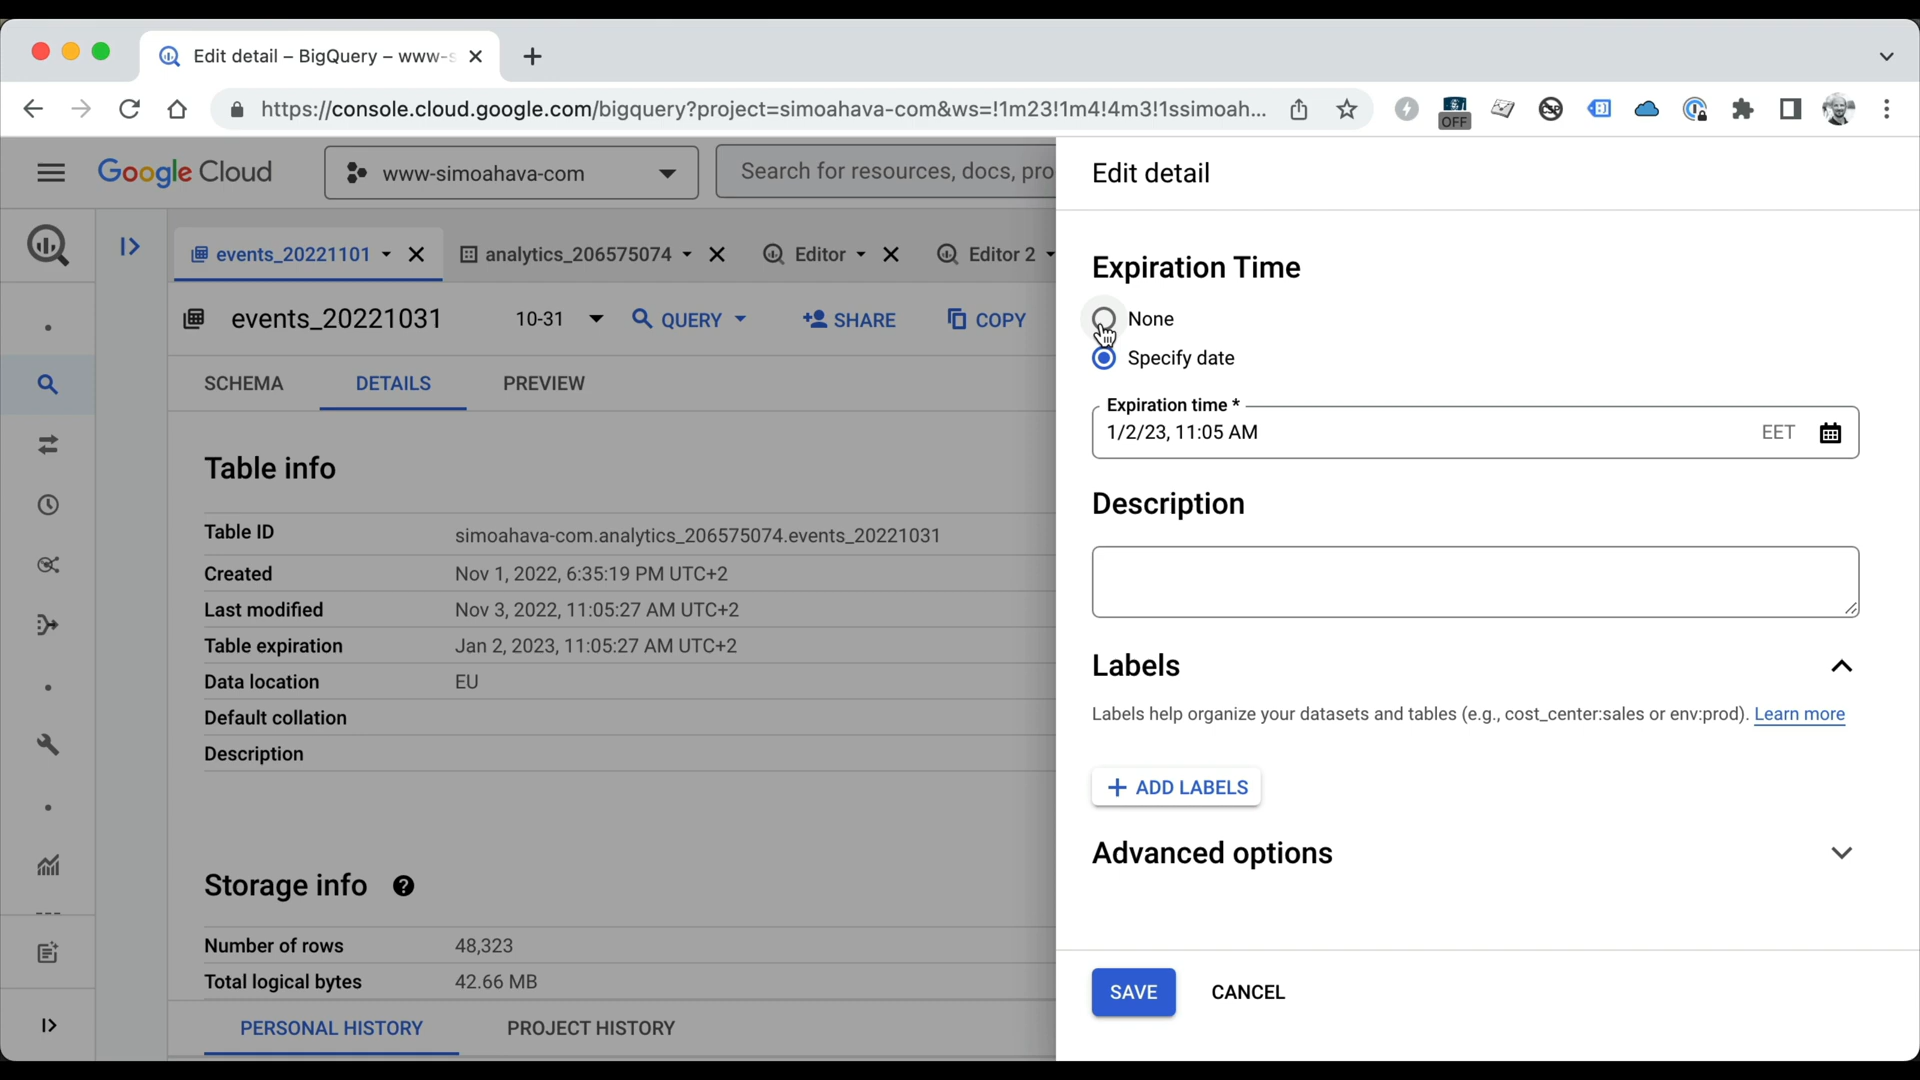 Edit detail – BigQuery – www-s
https://console.cloud.google.com/bigquery?project=simoahava-com&ws=!1m23!1m4!4m3!1ssimoah...
OFF
Google Cloud
www-simoahava-com
Search for resources, docs, pro
events_20221101
analytics_206575074
Editor
Editor 2
events_20221031
10-31
QUERY
SHARE
COPY
SCHEMA
DETAILS
PREVIEW
Table info
Table ID simoahava-com.analytics_206575074.events_20221031
Created Nov 1, 2022, 6:35:19 PM UTC+2
Last modified Nov 3, 2022, 11:05:27 AM UTC+2
Table expiration Jan 2, 2023, 11:05:27 AM UTC+2
Data location EU
Default collation
Description
Storage info
Number of rows 48,323
Total logical bytes 42.66 MB
PERSONAL HISTORY
PROJECT HISTORY
Edit detail
Expiration Time
None
Specify date
Expiration time *
1/2/23, 11:05 AM EET
Description
Labels
Labels help organize your datasets and tables (e.g., cost_center:sales or env:prod). Learn more
+ ADD LABELS
Advanced options
SAVE
CANCEL